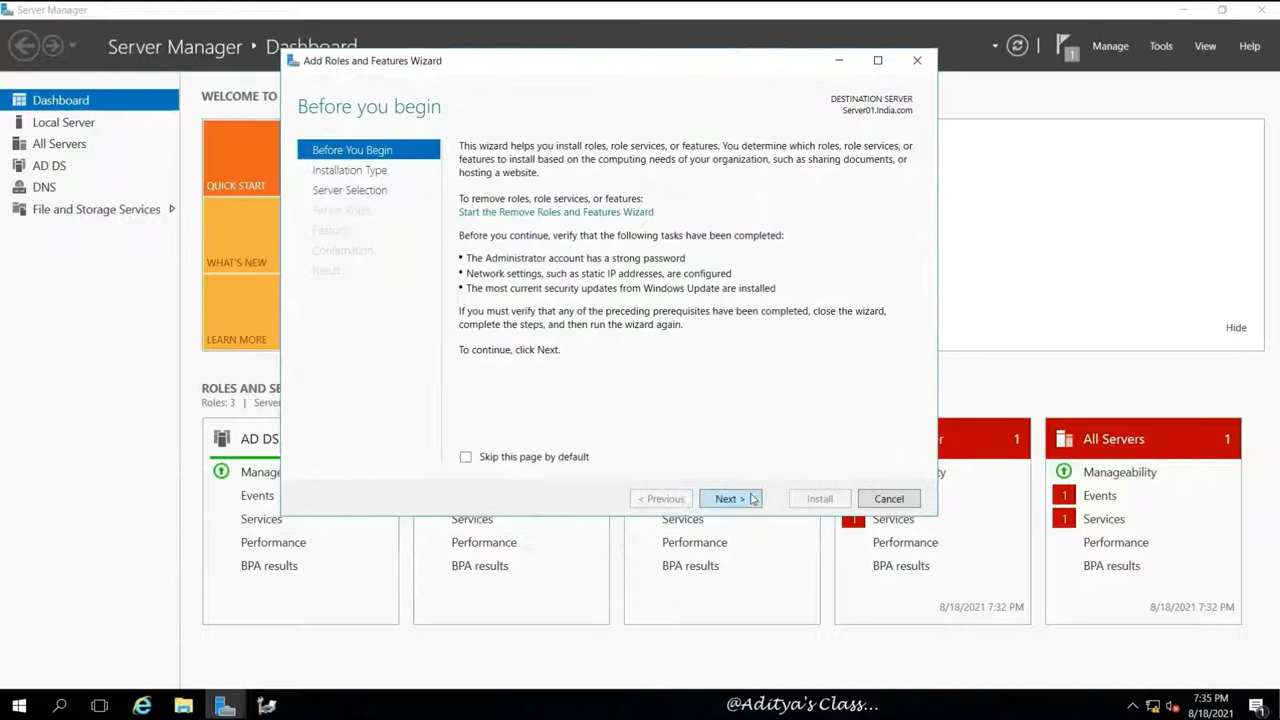 Server Manager
Server Manager ‣ Dashboard
1
Manage
Tools
View
Help
Dashboard
Local Server
All Servers
AD DS
DNS
File and Storage Services
WELCOME TO
QUICK START
WHAT'S NEW
LEARN MORE
Hide
Add Roles and Features Wizard
Before you begin
DESTINATION SERVER
Server01.India.com
Before You Begin
Installation Type
Server Selection
Server Roles
Features
Confirmation
Results
This wizard helps you install roles, role services, or features. You determine which roles, role services, or
features to install based on the computing needs of your organization, such as sharing documents, or
hosting a website.
To remove roles, role services, or features:
Start the Remove Roles and Features Wizard
Before you continue, verify that the following tasks have been completed:
• The Administrator account has a strong password
• Network settings, such as static IP addresses, are configured
• The most current security updates from Windows Update are installed
If you must verify that any of the preceding prerequisites have been completed, close the wizard,
complete the steps, and then run the wizard again.
To continue, click Next.
Skip this page by default
< Previous
Next >
Install
Cancel
ROLES AND SE
Roles: 3 | Server
AD DS
Manage
Events
Services
Performance
BPA results
Services
Performance
BPA results
Services
Performance
BPA results
r 1
eability
1 Services
Performance
BPA results
8/18/2021 7:32 PM
All Servers 1
Manageability
1 Events
1 Services
Performance
BPA results
8/18/2021 7:32 PM
@Aditya's Class...
7:35 PM
8/18/2021
1